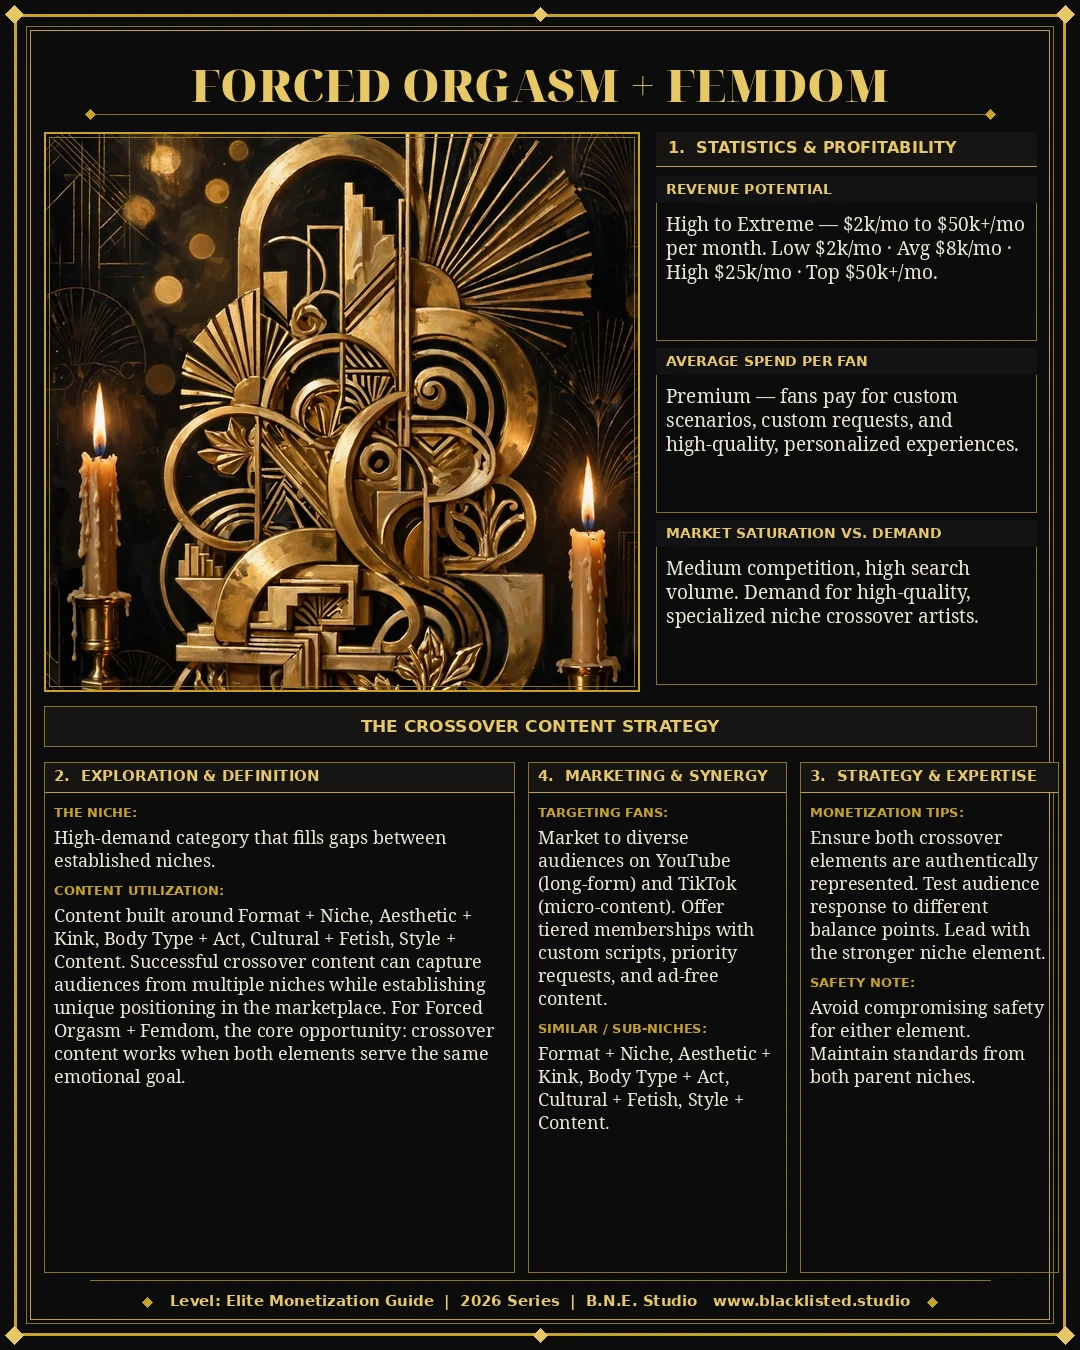 FORCED ORGASM + FEMDOM
1. STATISTICS & PROFITABILITY
REVENUE POTENTIAL
High to Extreme — $2k/mo to $50k+/mo
per month. Low $2k/mo · Avg $8k/mo ·
High $25k/mo · Top $50k+/mo.
AVERAGE SPEND PER FAN
Premium — fans pay for custom
scenarios, custom requests, and
high-quality, personalized experiences.
MARKET SATURATION VS. DEMAND
Medium competition, high search
volume. Demand for high-quality,
specialized niche crossover artists.
THE CROSSOVER CONTENT STRATEGY
2. EXPLORATION & DEFINITION
THE NICHE:
High-demand category that fills gaps between
established niches.
CONTENT UTILIZATION:
Content built around Format + Niche, Aesthetic +
Kink, Body Type + Act, Cultural + Fetish, Style +
Content. Successful crossover content can capture
audiences from multiple niches while establishing
unique positioning in the marketplace. For Forced
Orgasm + Femdom, the core opportunity: crossover
content works when both elements serve the same
emotional goal.
4. MARKETING & SYNERGY
TARGETING FANS:
Market to diverse
audiences on YouTube
(long-form) and TikTok
(micro-content). Offer
tiered memberships with
custom scripts, priority
requests, and ad-free
content.
SIMILAR / SUB-NICHES:
Format + Niche, Aesthetic +
Kink, Body Type + Act,
Cultural + Fetish, Style +
Content.
3. STRATEGY & EXPERTISE
MONETIZATION TIPS:
Ensure both crossover
elements are authentically
represented. Test audience
response to different
balance points. Lead with
the stronger niche element.
SAFETY NOTE:
Avoid compromising safety
for either element.
Maintain standards from
both parent niches.
Level: Elite Monetization Guide | 2026 Series | B.N.E. Studio www.blacklisted.studio